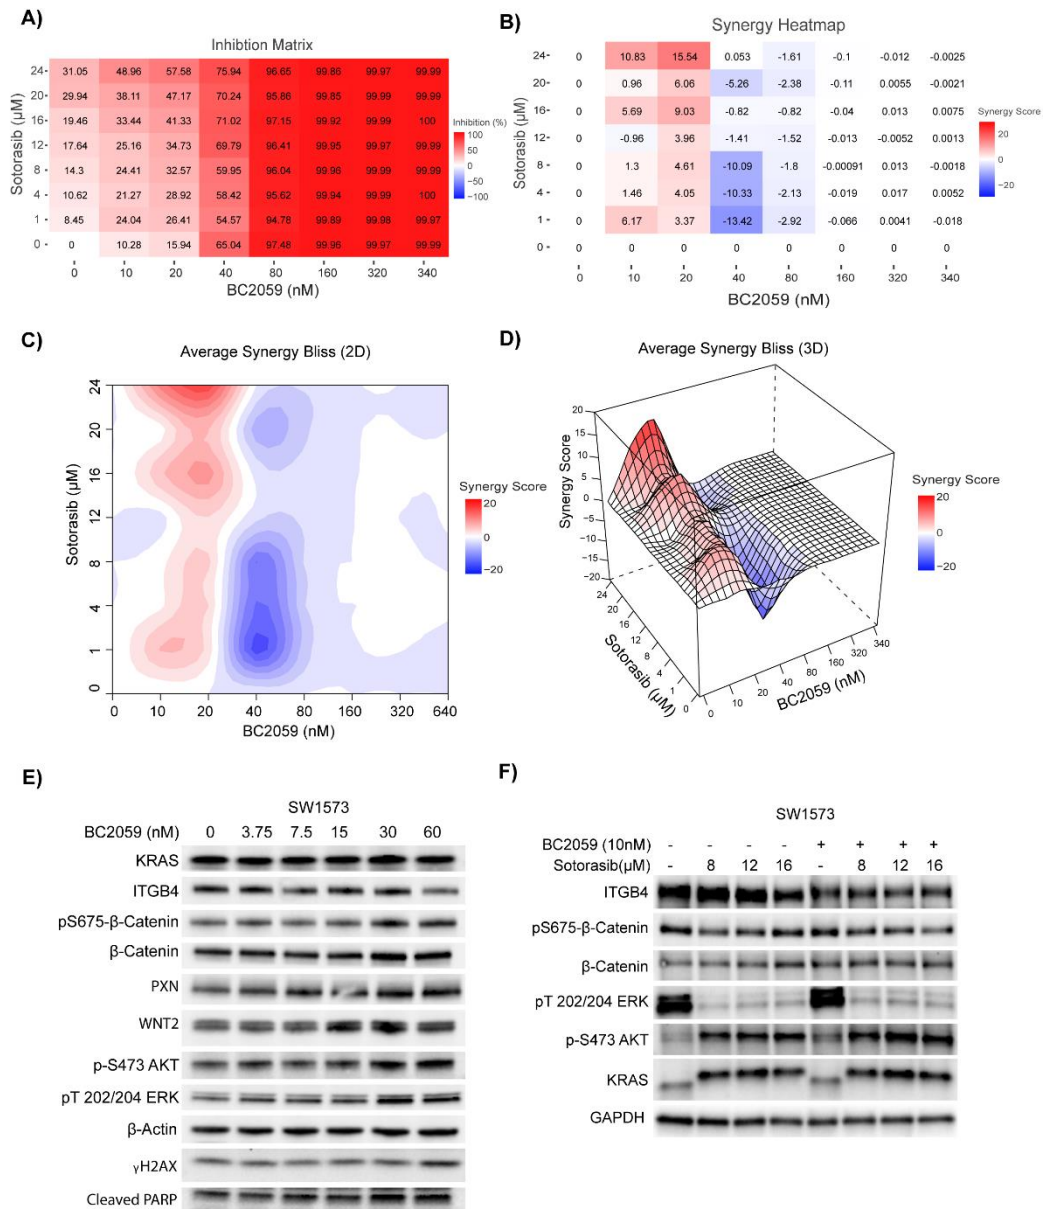 A)
Inhibtion Matrix
24 31.05 48.96 57.58 75.94 96.65 99.86 99.97 99.99
20 29.94 38.11 47.17 70.24 95.86 99.85 99.99 99.99
16 19.46 33.44 41.33 71.02 97.15 99.92 99.99 100
12 17.64 25.16 34.73 69.79 96.41 99.95 99.97 99.99
8 14.3 24.41 32.57 59.95 96.04 99.96 99.99 99.99
4 10.62 21.27 28.92 58.42 95.62 99.94 99.99 100
1 8.45 24.04 26.41 54.57 94.78 99.89 99.98 99.97
0 0 10.28 15.94 65.04 97.48 99.96 99.97 99.99
0 10 20 40 80 160 320 340
Sotorasib (µM)
BC2059 (nM)
Inhibition (%)
100
50
0
−50
−100
B)
Synergy Heatmap
24 0 10.83 15.54 0.053 -1.61 -0.1 -0.012 -0.0025
20 0 0.96 6.06 -5.26 -2.38 -0.11 0.0055 -0.0021
16 0 5.69 9.03 -0.82 -0.82 -0.04 0.013 0.0075
12 0 -0.96 3.96 -1.41 -1.52 -0.013 -0.0052 0.0013
8 0 1.3 4.61 -10.09 -1.8 -0.00091 0.013 -0.0018
4 0 1.46 4.05 -10.33 -2.13 -0.019 0.017 0.0052
1 0 6.17 3.37 -13.42 -2.92 -0.066 0.0041 -0.018
0 0 0 0 0 0 0 0 0
0 10 20 40 80 160 320 340
Sotorasib (µM)
BC2059 (nM)
Synergy Score
20
0
−20
C)
Average Synergy Bliss (2D)
24
20
16
12
8
4
1
0
Sotorasib (µM)
0 10 20 40 80 160 320 640
BC2059 (nM)
Synergy Score
20
0
−20
D)
Average Synergy Bliss (3D)
20
15
10
5
0
−5
−10
−15
−20
Synergy Score
24
20
16
12
8
4
1
0
Sotorasib (µM)
0 10 20 40 80 160 320 340
BC2059 (nM)
Synergy Score
20
0
−20
E)
SW1573
BC2059 (nM) 0 3.75 7.5 15 30 60
KRAS
ITGB4
pS675-β-Catenin
β-Catenin
PXN
WNT2
p-S473 AKT
pT 202/204 ERK
β-Actin
γH2AX
Cleaved PARP
F)
SW1573
BC2059 (10nM) - - - - + + + +
Sotorasib(µM) - 8 12 16 - 8 12 16
ITGB4
pS675-β-Catenin
β-Catenin
pT 202/204 ERK
p-S473 AKT
KRAS
GAPDH